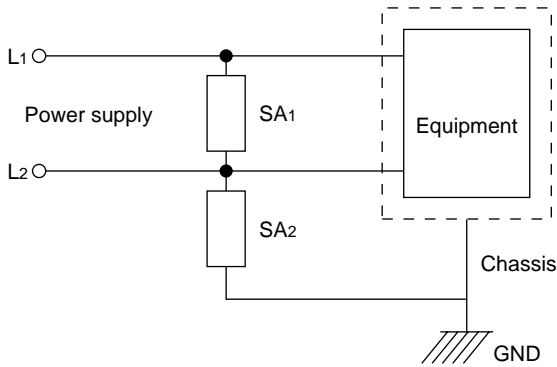 L1
Power supply
SA1
Equipment
L2
SA2
Chassis
GND